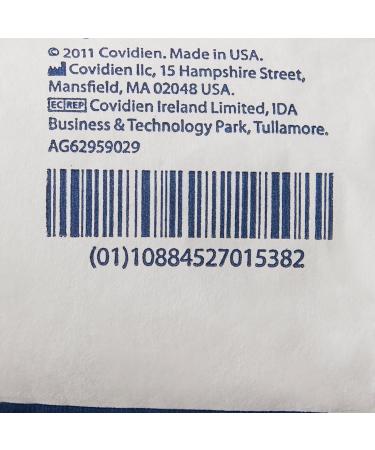 © 2011 Covidien. Made in USA.
Covidien llc, 15 Hampshire Street,
Mansfield, MA 02048 USA.
EC REP Covidien Ireland Limited, IDA
Business & Technology Park, Tullamore.
AG62959029
(01)10884527015382